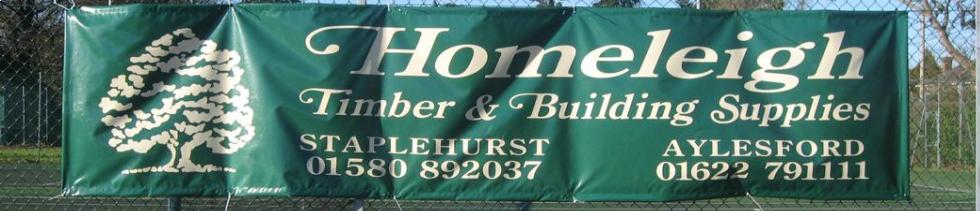 Homeleigh
Timber & Building Supplies
STAPLEHURST AYLESFORD
01580 892037 01622 791111